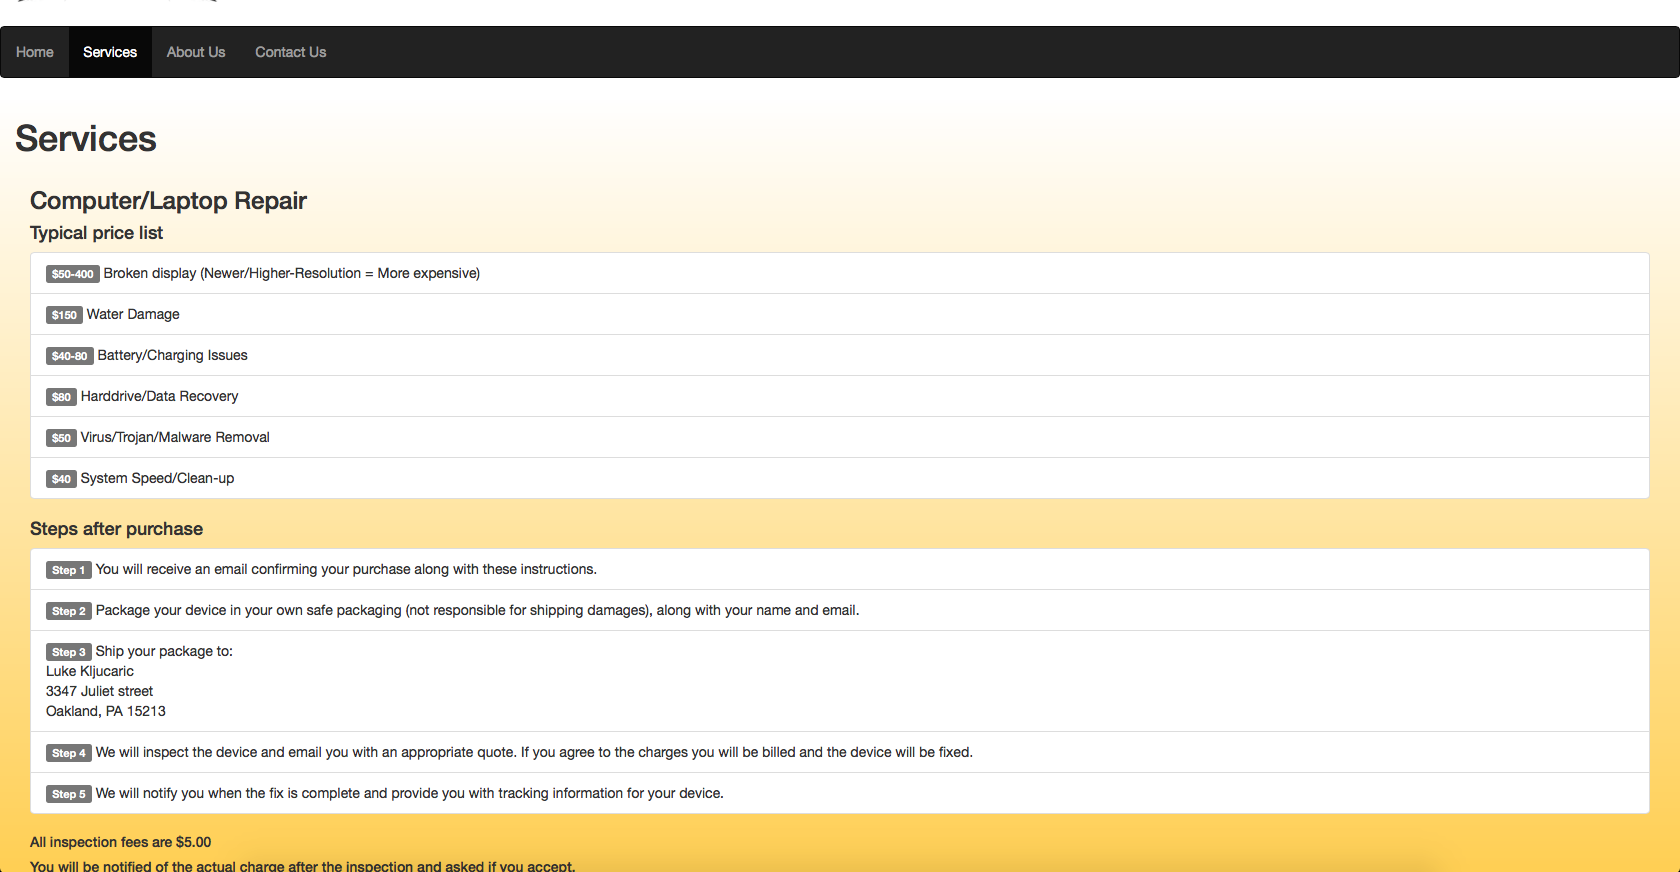 Home Services About Us Contact Us
Services
Computer/Laptop Repair
Typical price list
$50-400 Broken display (Newer/Higher-Resolution = More expensive)
$150 Water Damage
$40-80 Battery/Charging Issues
$80 Harddrive/Data Recovery
$50 Virus/Trojan/Malware Removal
$40 System Speed/Clean-up
Steps after purchase
Step 1 You will receive an email confirming your purchase along with these instructions.
Step 2 Package your device in your own safe packaging (not responsible for shipping damages), along with your name and email.
Step 3 Ship your package to:
Luke Kljucaric
3347 Juliet street
Oakland, PA 15213
Step 4 We will inspect the device and email you with an appropriate quote. If you agree to the charges you will be billed and the device will be fixed.
Step 5 We will notify you when the fix is complete and provide you with tracking information for your device.
All inspection fees are $5.00
You will be notified of the actual charge after the inspection and asked if you accept.